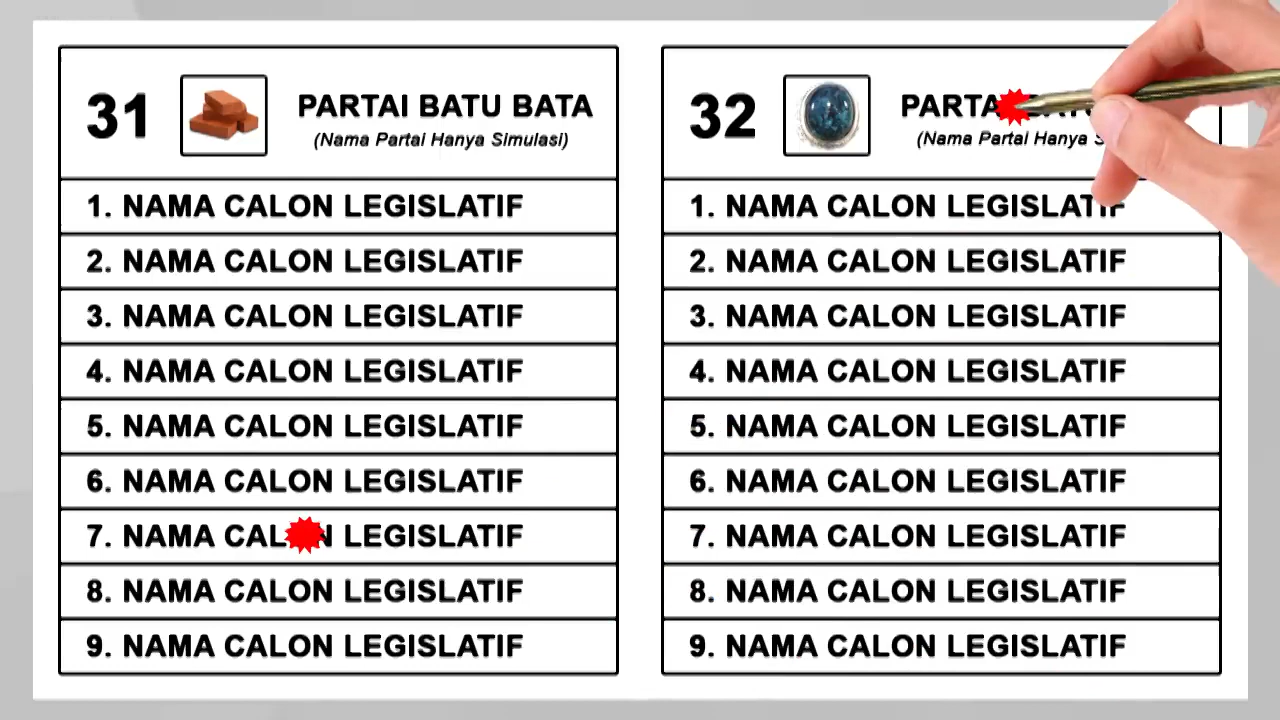 31
PARTAI BATU BATA
(Nama Partai Hanya Simulasi)
1. NAMA CALON LEGISLATIF
2. NAMA CALON LEGISLATIF
3. NAMA CALON LEGISLATIF
4. NAMA CALON LEGISLATIF
5. NAMA CALON LEGISLATIF
6. NAMA CALON LEGISLATIF
7. NAMA CALON LEGISLATIF
8. NAMA CALON LEGISLATIF
9. NAMA CALON LEGISLATIF
32
PARTAI
(Nama Partai Hanya
1. NAMA CALON LEGISLATIF
2. NAMA CALON LEGISLATIF
3. NAMA CALON LEGISLATIF
4. NAMA CALON LEGISLATIF
5. NAMA CALON LEGISLATIF
6. NAMA CALON LEGISLATIF
7. NAMA CALON LEGISLATIF
8. NAMA CALON LEGISLATIF
9. NAMA CALON LEGISLATIF